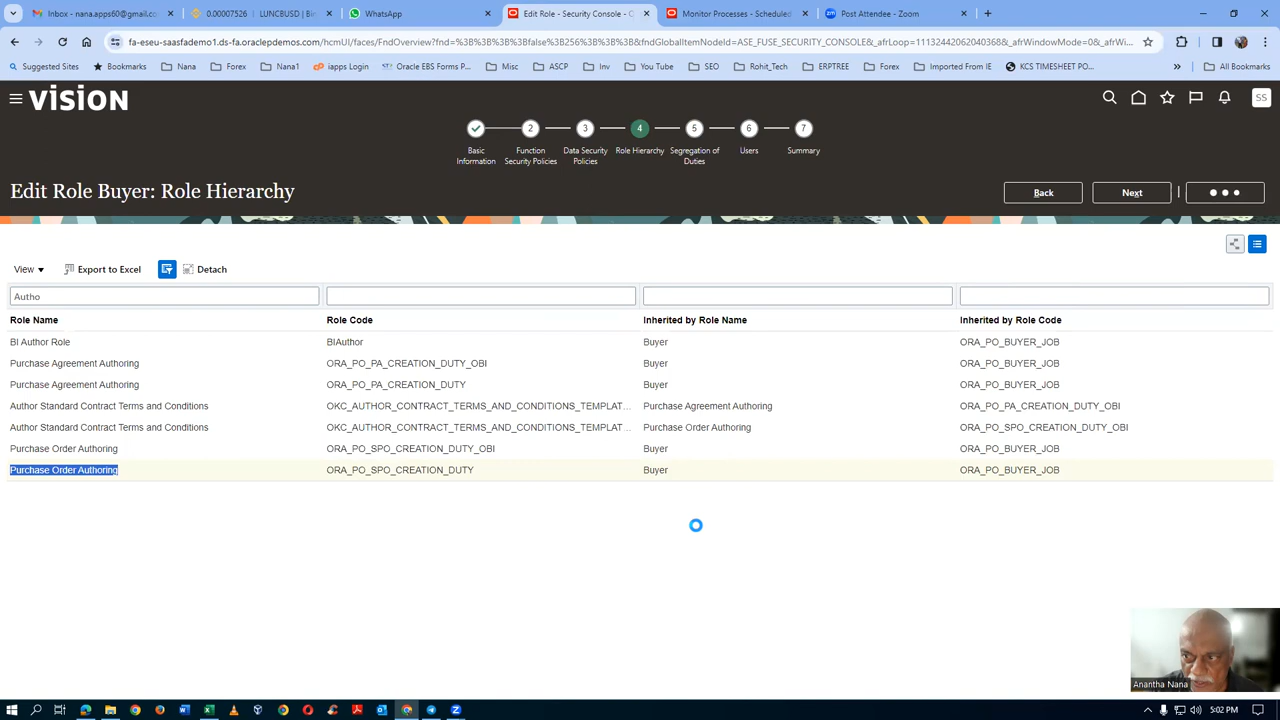 Inbox - nana.apps60@gmail.co
0.00007526 | LUNCBUSD | Bi
WhatsApp
Edit Role - Security Console - O
Monitor Processes - Scheduled
Post Attendee - Zoom
fa-eseu-saasfademo1.ds-fa.oraclepdemos.com/hcmUI/faces/FndOverview?fnd=%3B%3B%3B%3Bfalse%3B256%3B%3B%3B&fndGlobalItemNodeId=ASE_FUSE_SECURITY_CONSOLE&_afrLoop=11132442062040368&_afrWindowMode=0&_afrWi...
Suggested Sites
Bookmarks
Nana
Forex
Nana1
iapps Login
Oracle EBS Forms P...
Misc
ASCP
Inv
You Tube
SEO
Rohit_Tech
ERPTREE
Forex
Imported From IE
KCS TIMESHEET PO...
»
All Bookmarks
VISION
SS
2 3 4 5 6 7
Basic Information
Function Security Policies
Data Security Policies
Role Hierarchy
Segregation of Duties
Users
Summary
Edit Role Buyer: Role Hierarchy
Back
Next
View
Export to Excel
Detach
Autho
Role Name Role Code Inherited by Role Name Inherited by Role Code
BI Author Role BIAuthor Buyer ORA_PO_BUYER_JOB
Purchase Agreement Authoring ORA_PO_PA_CREATION_DUTY_OBI Buyer ORA_PO_BUYER_JOB
Purchase Agreement Authoring ORA_PO_PA_CREATION_DUTY Buyer ORA_PO_BUYER_JOB
Author Standard Contract Terms and Conditions OKC_AUTHOR_CONTRACT_TERMS_AND_CONDITIONS_TEMPLAT... Purchase Agreement Authoring ORA_PO_PA_CREATION_DUTY_OBI
Author Standard Contract Terms and Conditions OKC_AUTHOR_CONTRACT_TERMS_AND_CONDITIONS_TEMPLAT... Purchase Order Authoring ORA_PO_SPO_CREATION_DUTY_OBI
Purchase Order Authoring ORA_PO_SPO_CREATION_DUTY_OBI Buyer ORA_PO_BUYER_JOB
Purchase Order Authoring ORA_PO_SPO_CREATION_DUTY Buyer ORA_PO_BUYER_JOB
Anantha Nana
5:02 PM